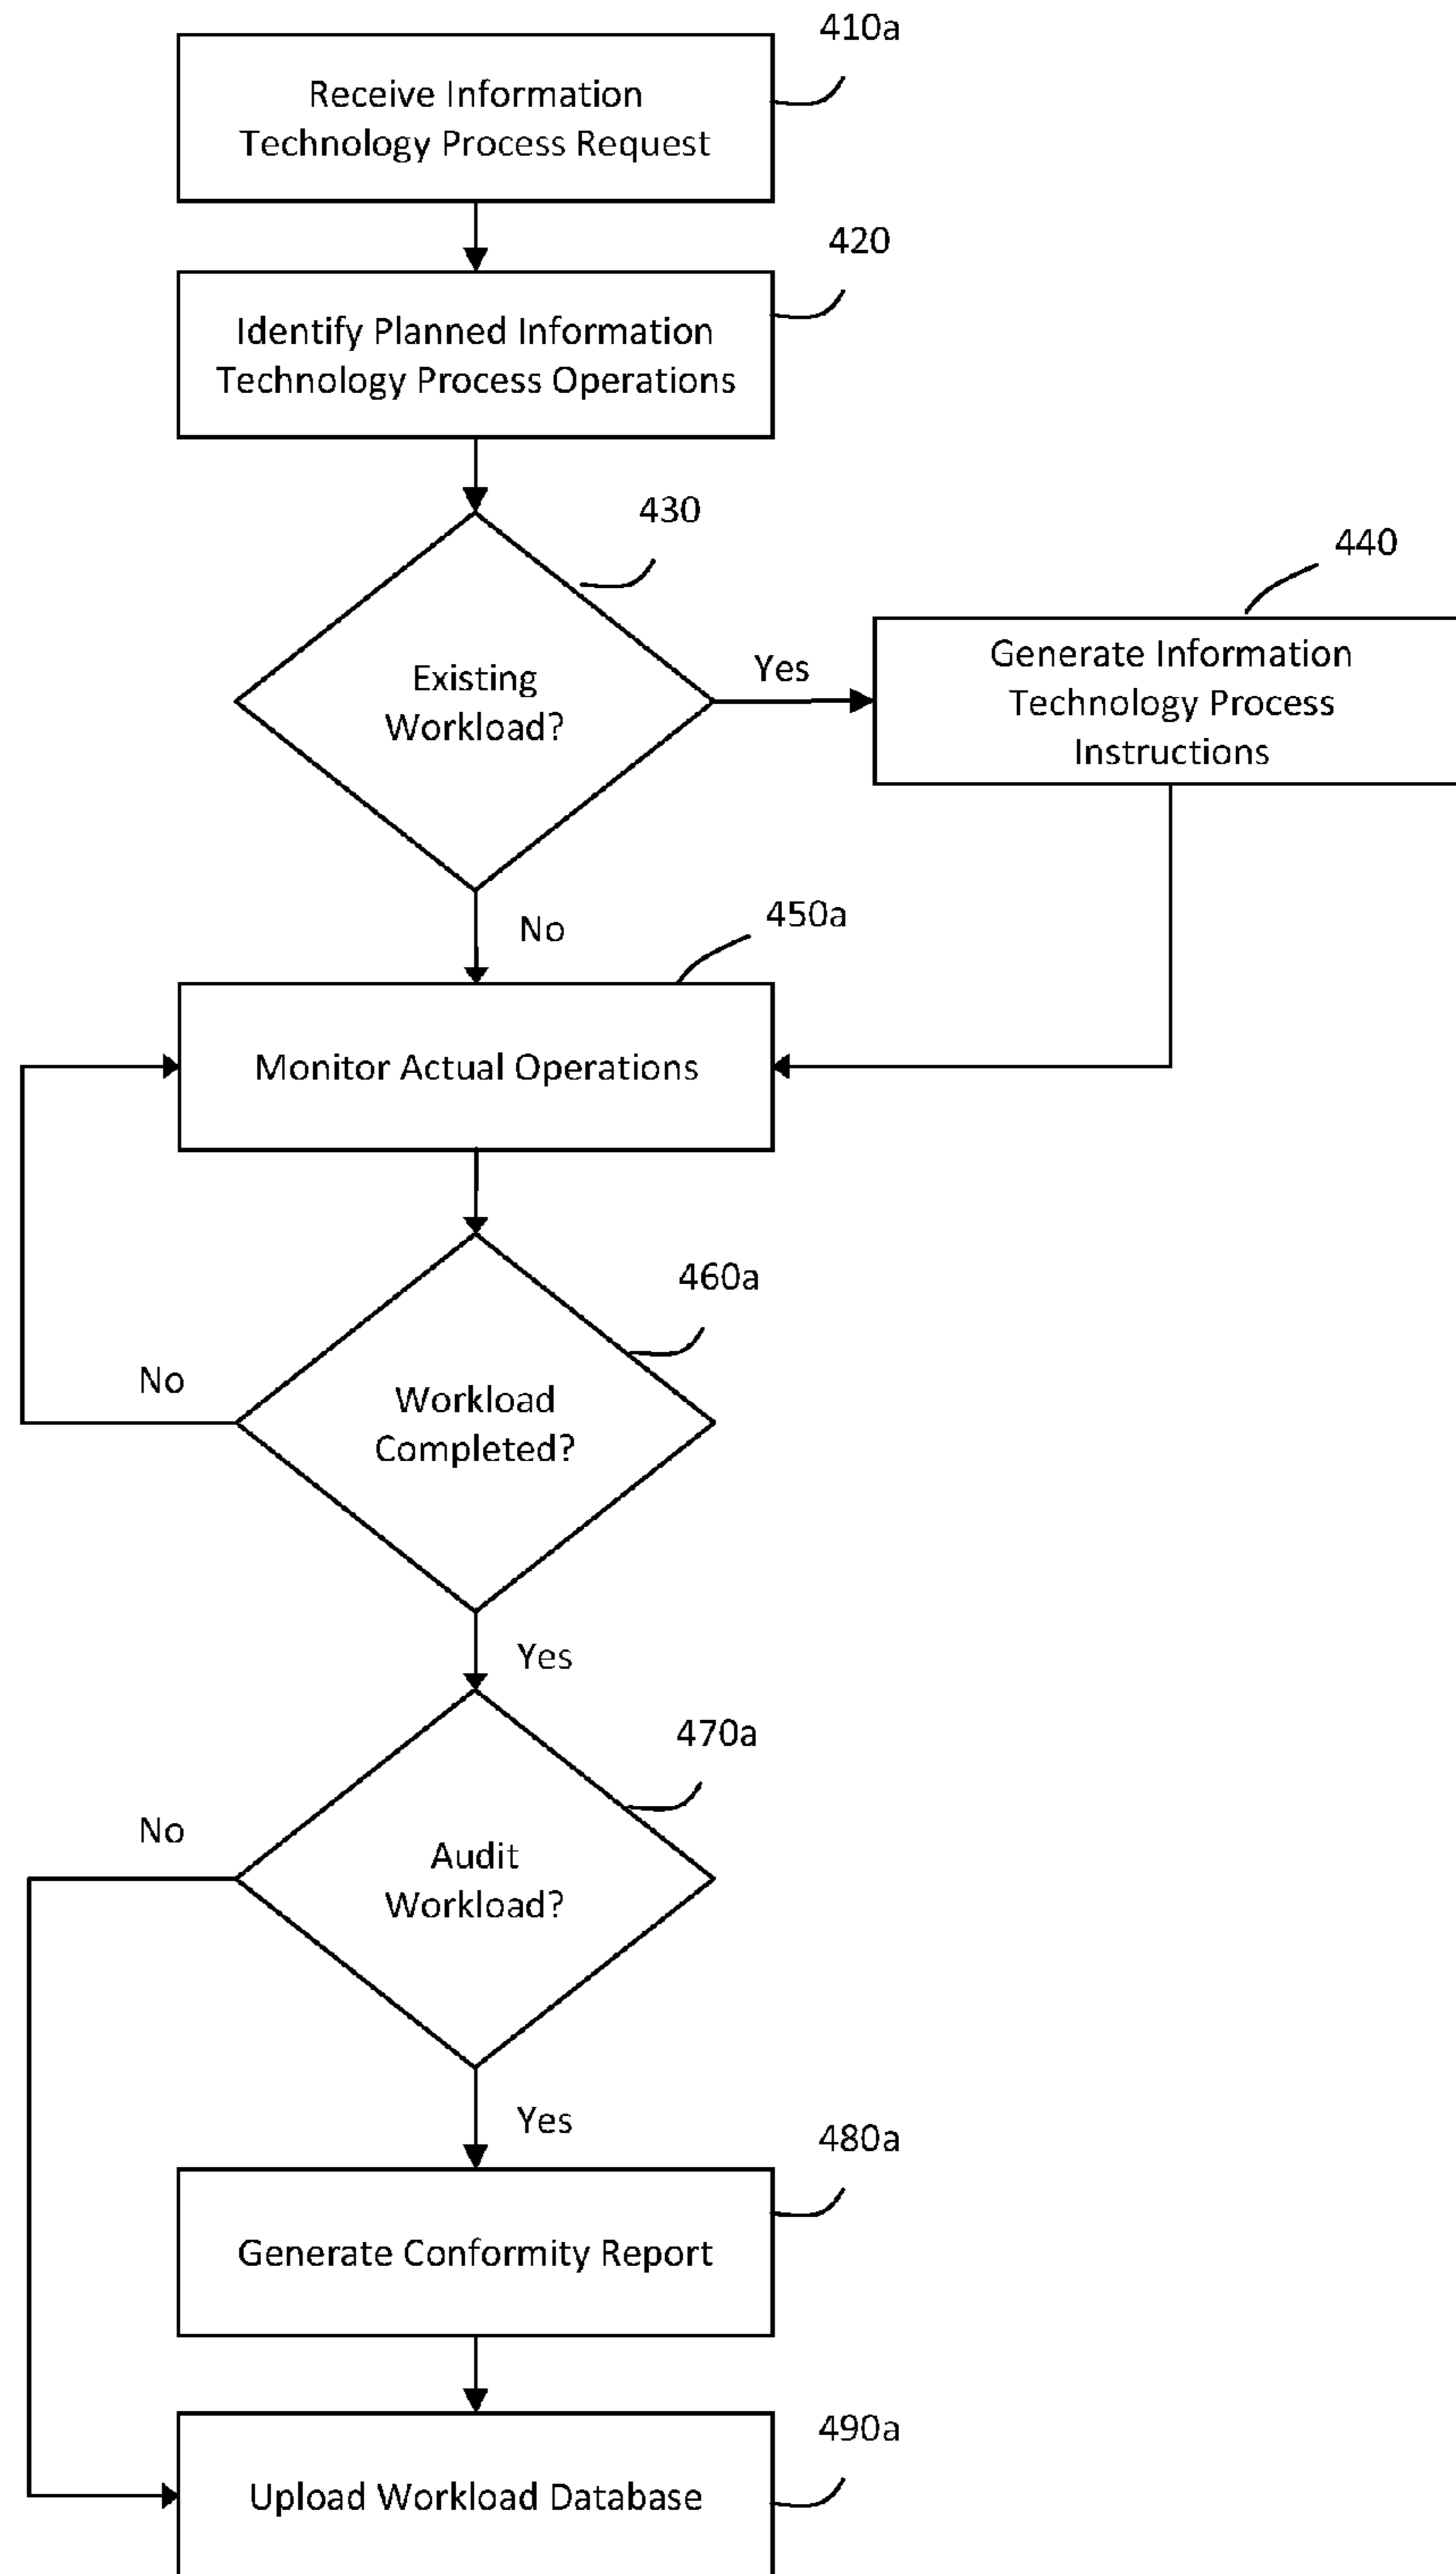 410a
Receive Information
Technology Process Request
420
Identify Planned Information
Technology Process Operations
430
440
Existing
Workload?
Yes
Generate Information
Technology Process
Instructions
No
450a
Monitor Actual Operations
460a
No
Workload
Completed?
Yes
470a
No
Audit
Workload?
Yes
480a
Generate Conformity Report
490a
Upload Workload Database